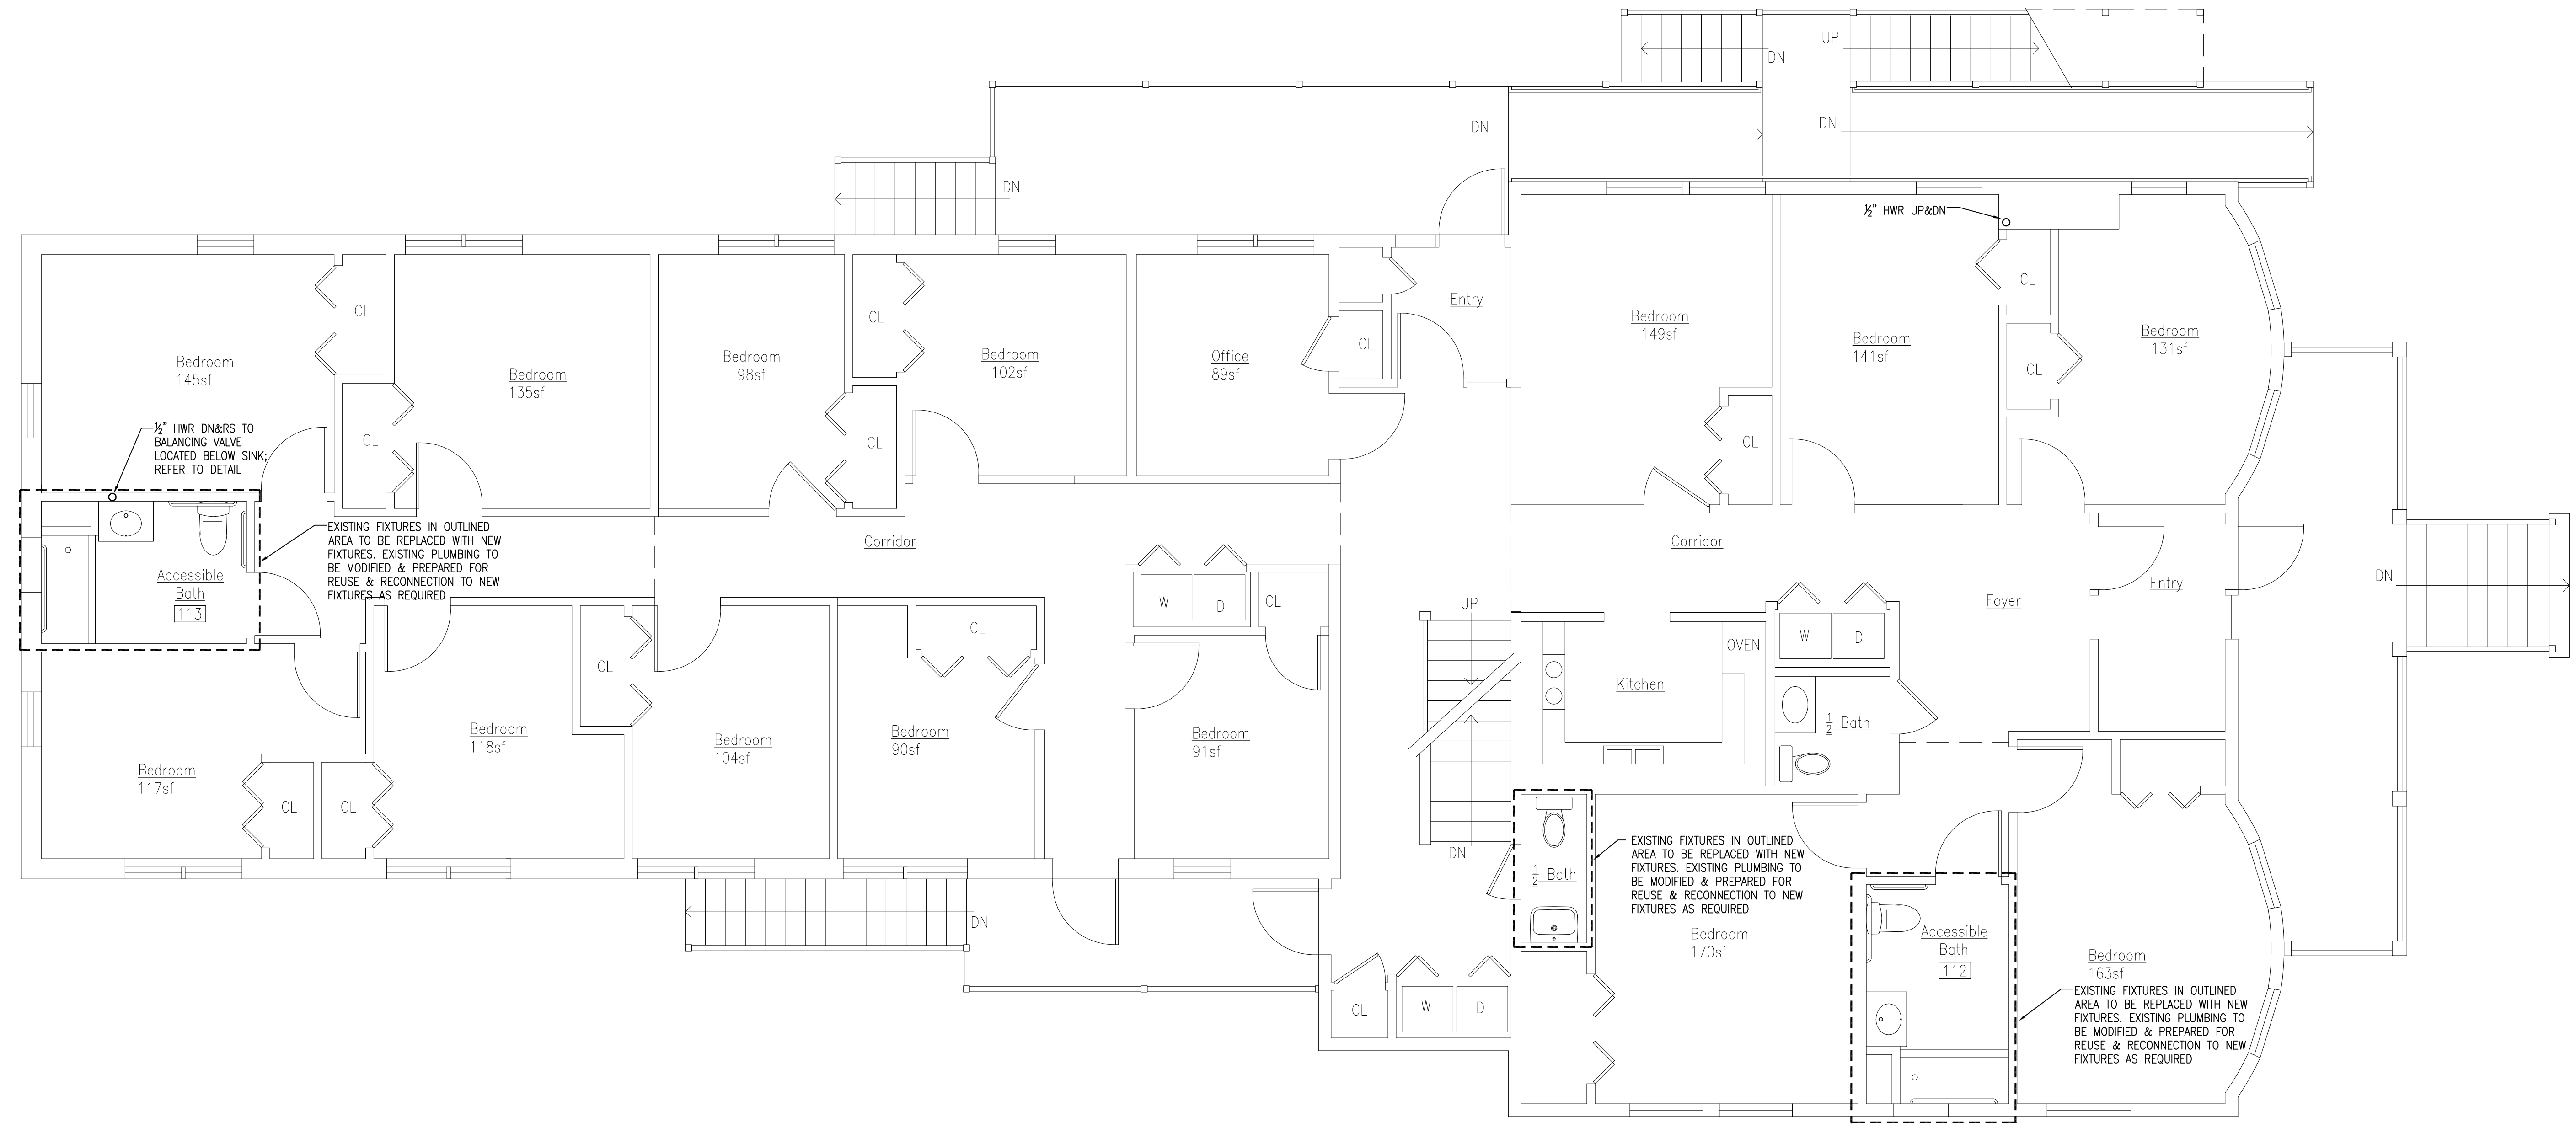 UP
DN
DN
DN
DN
½" HWR UP&DN
Entry
CL
CL
CL
Bedroom
149sf
Bedroom
141sf
Bedroom
131sf
Bedroom
145sf
Bedroom
135sf
Bedroom
98sf
Bedroom
102sf
Office
89sf
CL
CL
CL
CL
CL
CL
½" HWR DN&RS TO
BALANCING VALVE
LOCATED BELOW SINK;
REFER TO DETAIL
EXISTING FIXTURES IN OUTLINED
AREA TO BE REPLACED WITH NEW
FIXTURES. EXISTING PLUMBING TO
BE MODIFIED & PREPARED FOR
REUSE & RECONNECTION TO NEW
FIXTURES AS REQUIRED
Accessible
Bath
113
Corridor
Corridor
W
D
CL
UP
Foyer
Entry
DN
W
D
OVEN
Kitchen
½ Bath
CL
CL
Bedroom
118sf
Bedroom
104sf
Bedroom
90sf
Bedroom
91sf
Bedroom
117sf
CL
CL
DN
½ Bath
EXISTING FIXTURES IN OUTLINED
AREA TO BE REPLACED WITH NEW
FIXTURES. EXISTING PLUMBING TO
BE MODIFIED & PREPARED FOR
REUSE & RECONNECTION TO NEW
FIXTURES AS REQUIRED
Bedroom
170sf
DN
CL
W
D
Accessible
Bath
112
Bedroom
163sf
EXISTING FIXTURES IN OUTLINED
AREA TO BE REPLACED WITH NEW
FIXTURES. EXISTING PLUMBING TO
BE MODIFIED & PREPARED FOR
REUSE & RECONNECTION TO NEW
FIXTURES AS REQUIRED